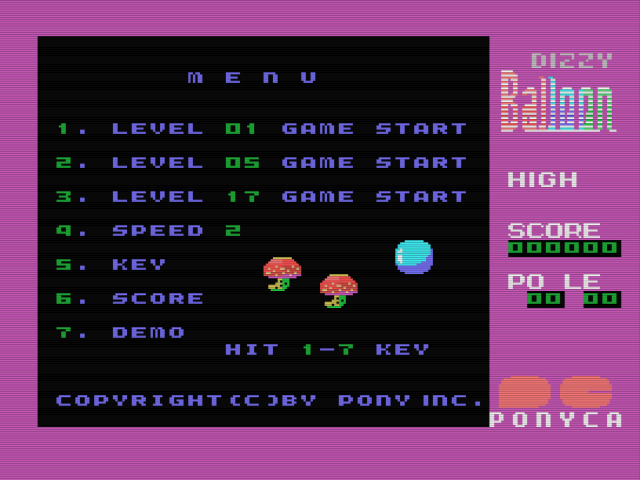 MENU
1. LEVEL 01 GAME START
2. LEVEL 05 GAME START
3. LEVEL 17 GAME START
4. SPEED 2
5. KEY
6. SCORE
7. DEMO
HIT 1-7 KEY
COPYRIGHT(C)BY PONY INC.
DIZZY
Balloon
HIGH
SCORE
000000
PO LE
00 00
PC
PONYCA